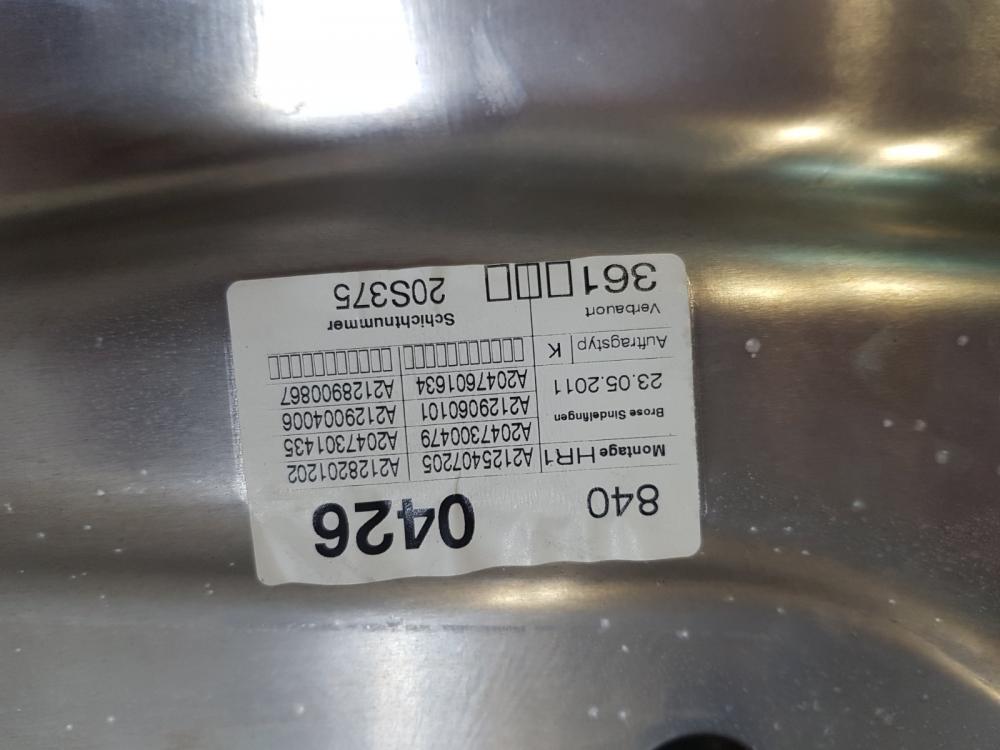 840 0426
Montage HR1 A2125407205 A2128201202
A2047300479 A2047301435
Brose Sindelfingen A2129060101 A2129004006
23.05.2011 A2047601634 A2128900867
Auftragstyp K
Verbauort Schichtnummer
361 20S375